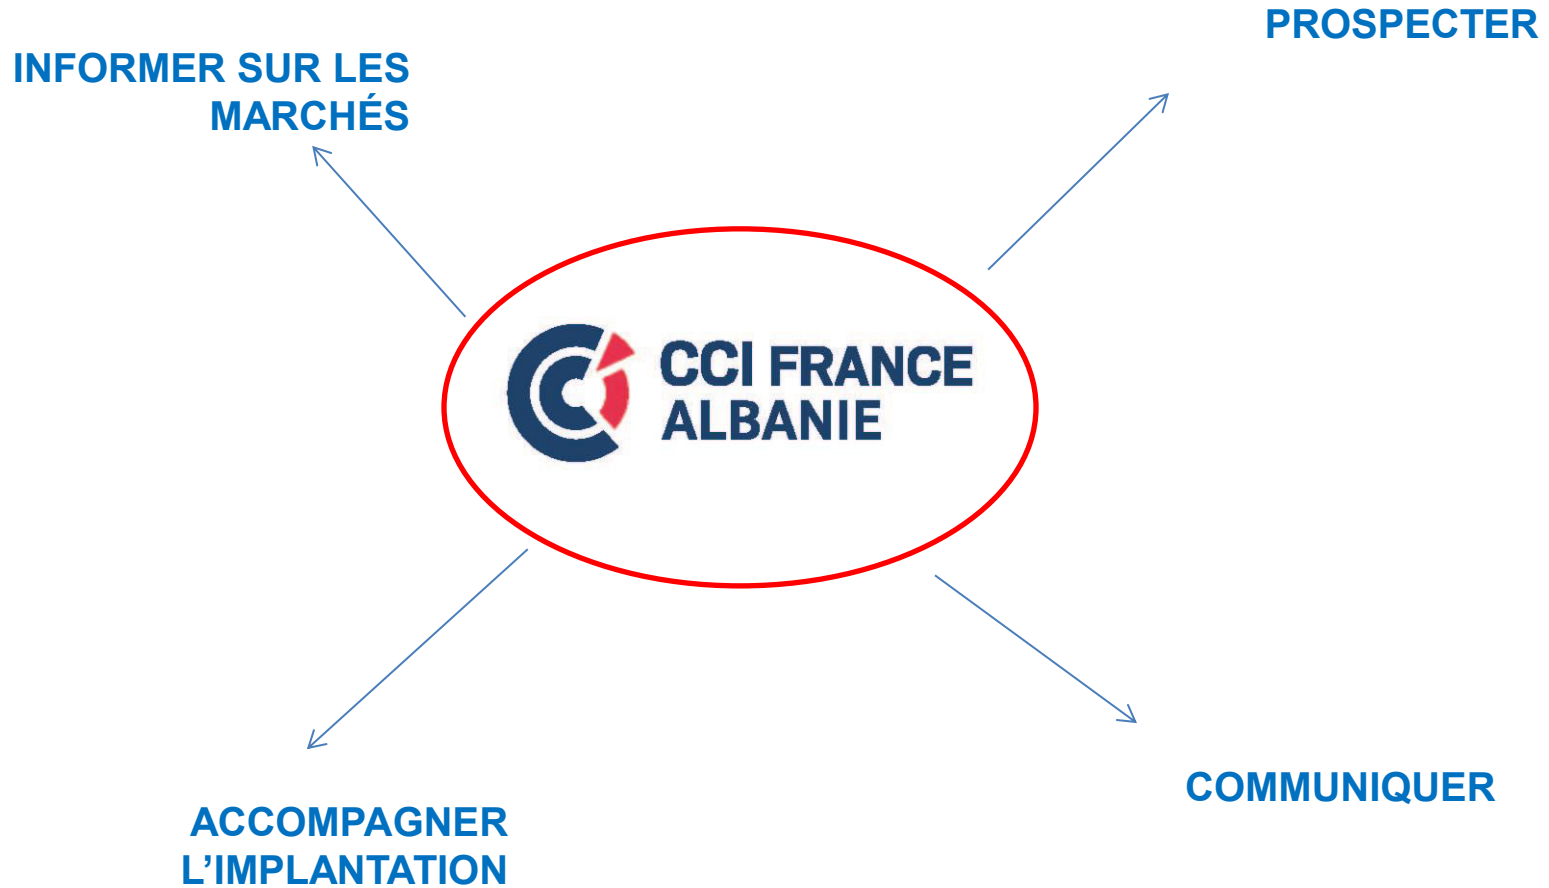 PROSPECTER
INFORMER SUR LES
MARCHÉS
CCI FRANCE
ALBANIE
COMMUNIQUER
ACCOMPAGNER
L’IMPLANTATION